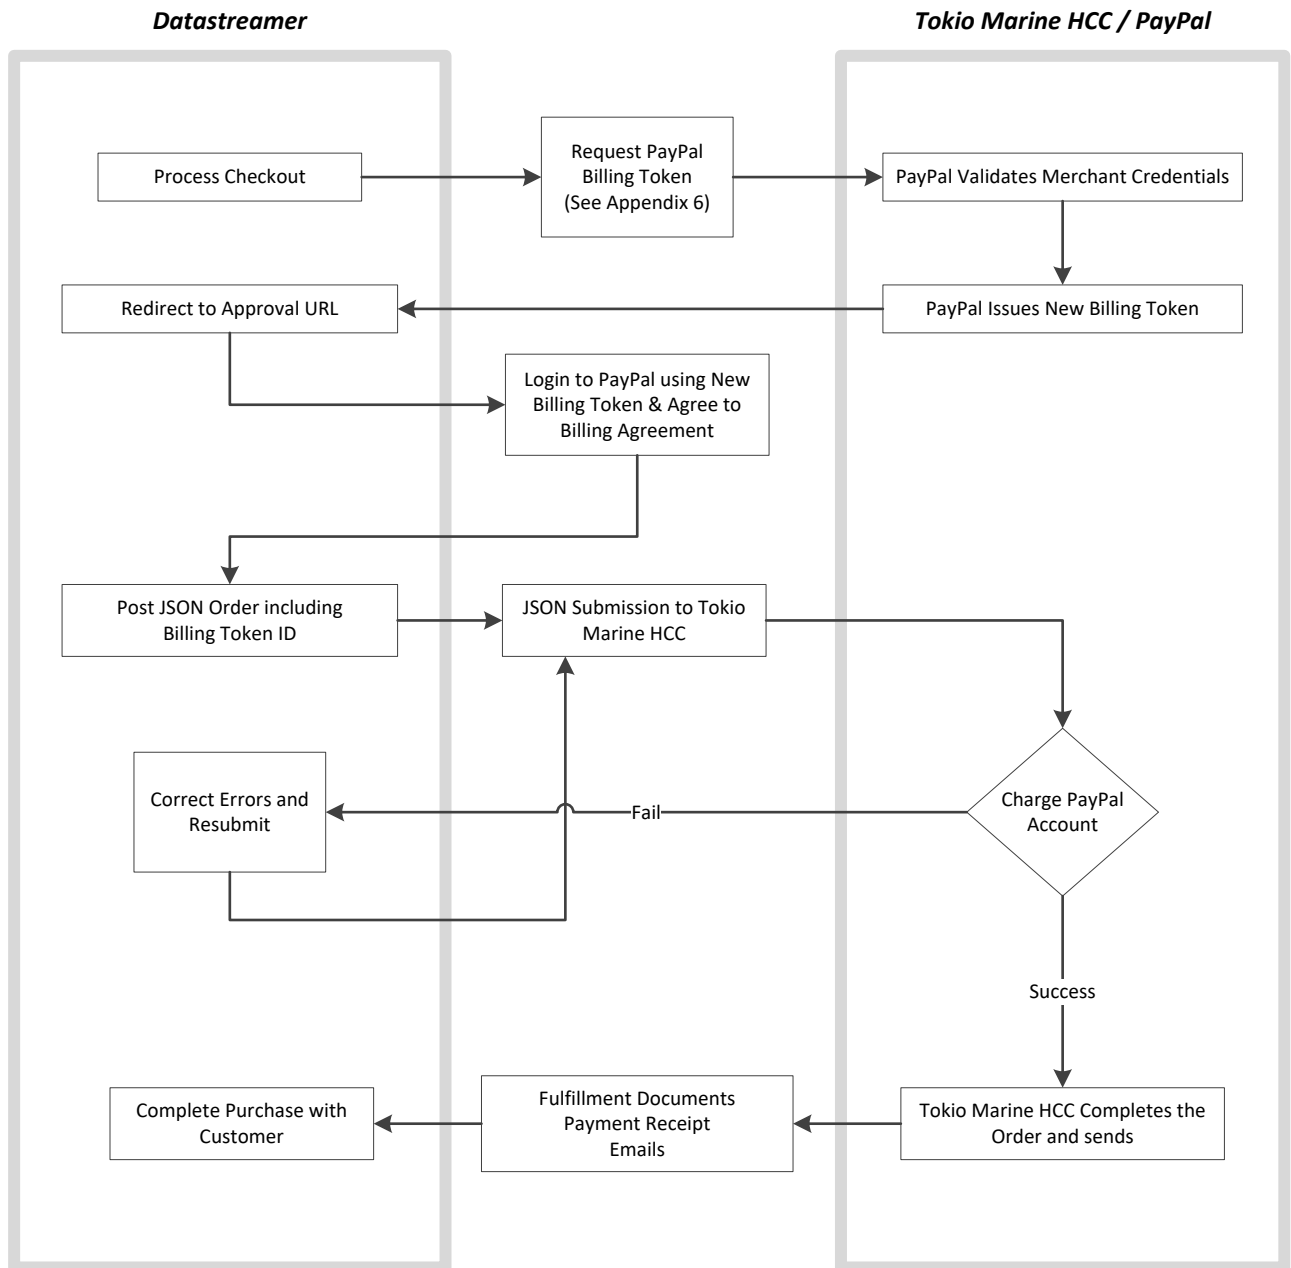 Datastreamer
Tokio Marine HCC / PayPal
Process Checkout
Request PayPal
Billing Token
(See Appendix 6)
PayPal Validates Merchant Credentials
Redirect to Approval URL
PayPal Issues New Billing Token
Login to PayPal using New
Billing Token & Agree to
Billing Agreement
Post JSON Order including
Billing Token ID
JSON Submission to Tokio
Marine HCC
Correct Errors and
Resubmit
Fail
Charge PayPal
Account
Success
Complete Purchase with
Customer
Fulfillment Documents
Payment Receipt
Emails
Tokio Marine HCC Completes the
Order and sends